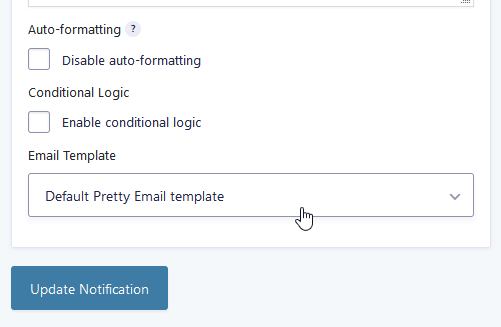 Auto-formatting ?
Disable auto-formatting
Conditional Logic
Enable conditional logic
Email Template
Default Pretty Email template
Update Notification